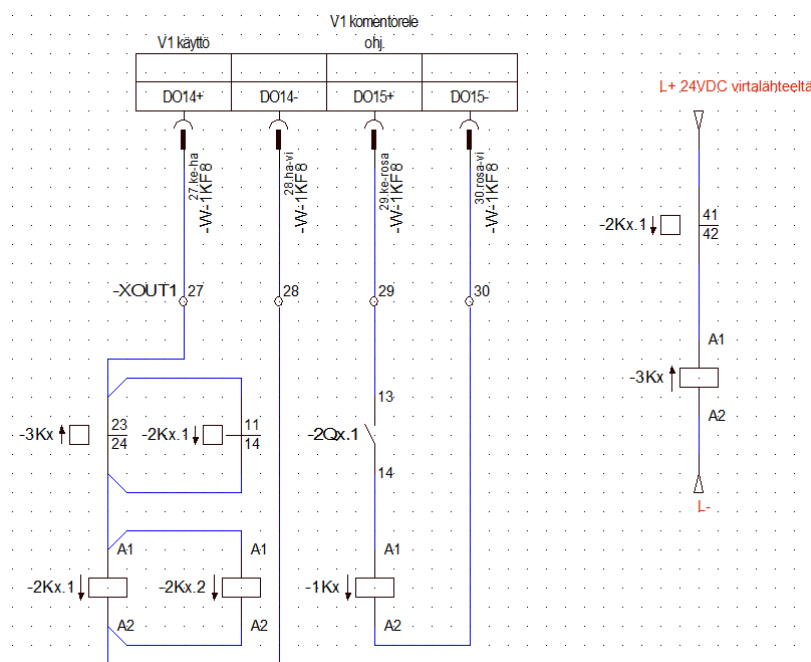 V1 komentörele
V1 käyttö
ohj.
DO14+ DO14- DO15+ DO15-
L+ 24VDC virtalähteeltä
27.ke-ha
-W-1KF8
28.ha-vi
-W-1KF8
29.ke-rosa
-W-1KF8
30.rosa-vi
-W-1KF8
-2Kx.1 41
42
-XOUT1 27 28 29 30
A1
-3Kx
A2
L-
13
-3Kx 23
24
-2Kx.1 11
14
-2Qx.1
14
A1 A1 A1
-2Kx.1 -2Kx.2 -1Kx
A2 A2 A2